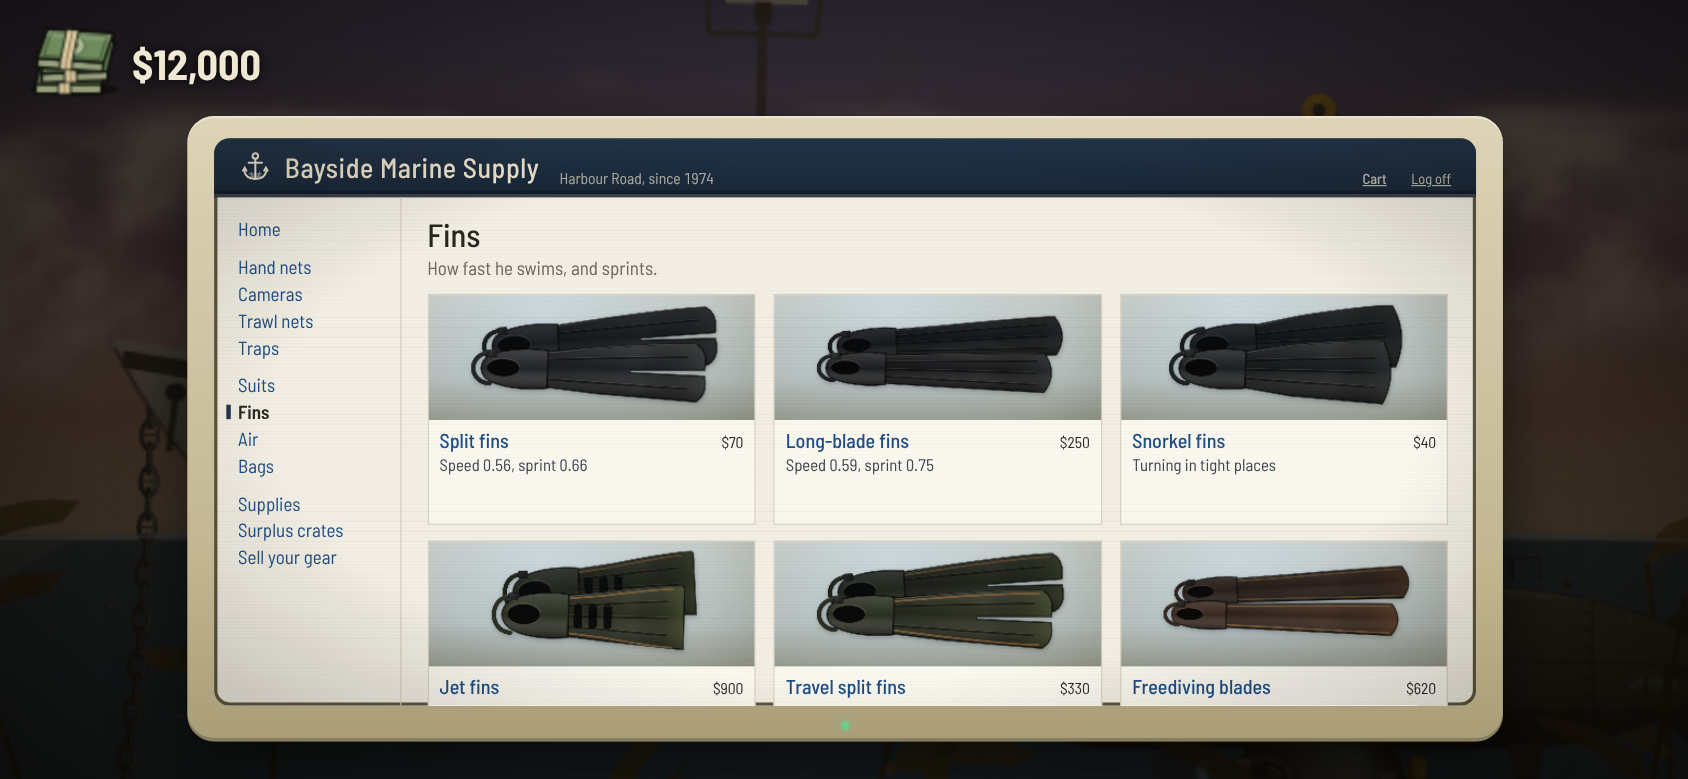 $12,000
Bayside Marine Supply
Harbour Road, since 1974
Cart
Log off
Home
Hand nets
Cameras
Trawl nets
Traps
Suits
Fins
Air
Bags
Supplies
Surplus crates
Sell your gear
Fins
How fast he swims, and sprints.
Split fins $70
Speed 0.56, sprint 0.66
Long-blade fins $250
Speed 0.59, sprint 0.75
Snorkel fins $40
Turning in tight places
Jet fins $900
Travel split fins $330
Freediving blades $620